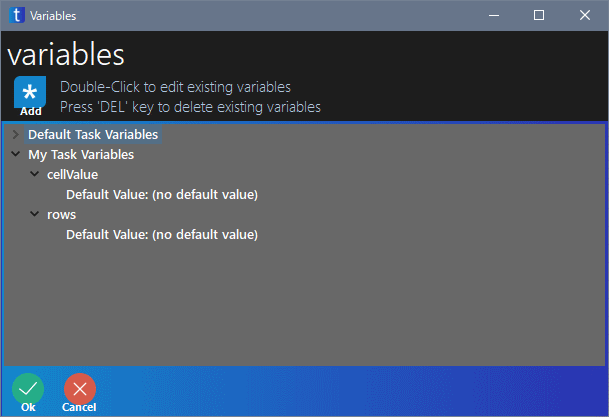 t Variables
variables
* Add
Double-Click to edit existing variables
Press 'DEL' key to delete existing variables
Default Task Variables
My Task Variables
cellValue
Default Value: (no default value)
rows
Default Value: (no default value)
Ok Cancel